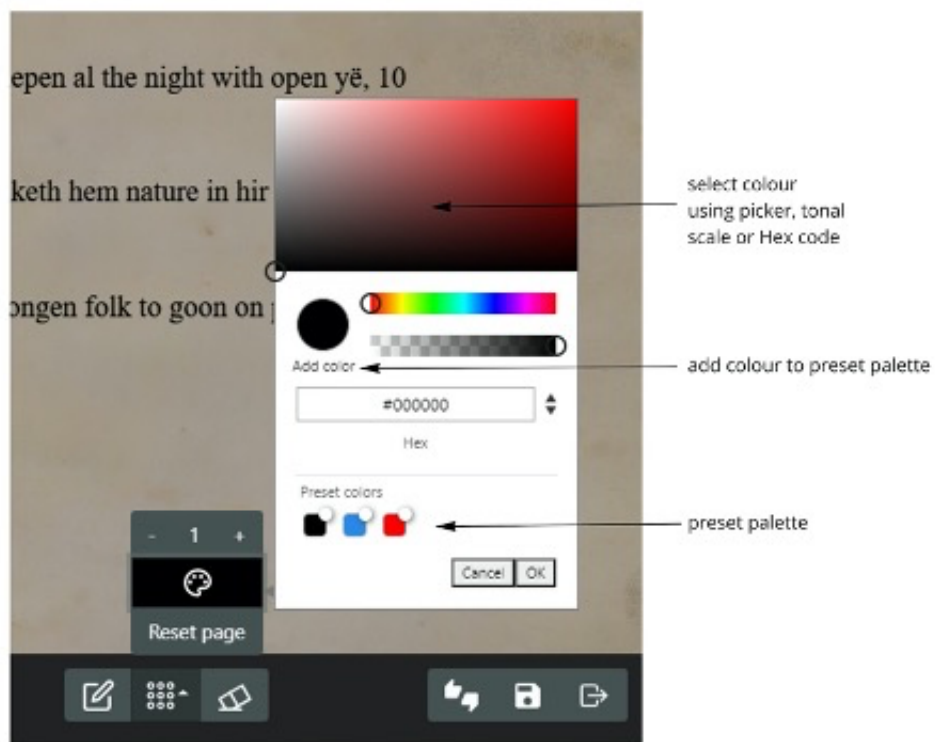 epen al the night with open yë, 10
keth hem nature in hir
ongen folk to goon on
select colour
using picker, tonal
scale or Hex code
Add color
add colour to preset palette
#000000
Hex
Preset colors
preset palette
Cancel OK
- 1 +
Reset page